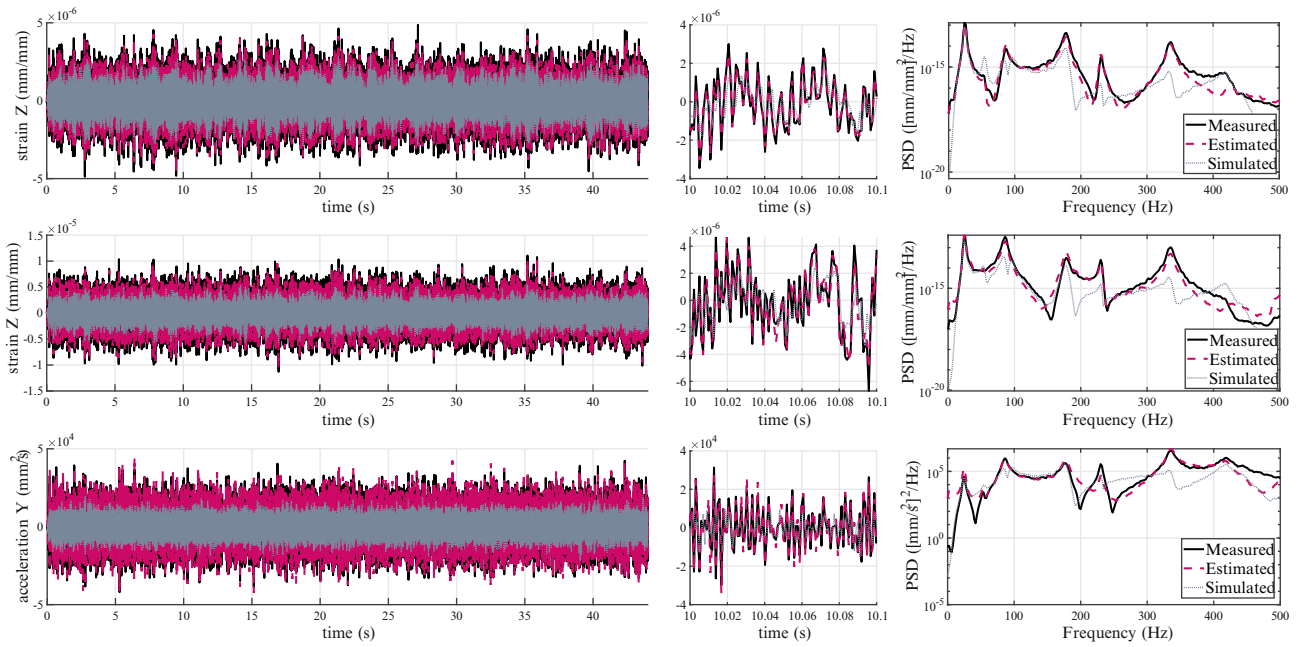 ×10^-6
5
0
-5
strain Z (mm/mm)
0 5 10 15 20 25 30 35 40
time (s)
×10^-6
4
2
0
-2
-4
10 10.02 10.04 10.06 10.08 10.1
time (s)
PSD ([mm/mm]^2/Hz)
10^-15
10^-20
Measured
Estimated
Simulated
0 100 200 300 400 500
Frequency (Hz)
×10^-5
1.5
1
0.5
0
-0.5
-1
-1.5
strain Z (mm/mm)
0 5 10 15 20 25 30 35 40
time (s)
×10^-6
4
2
0
-2
-4
-6
10 10.02 10.04 10.06 10.08 10.1
time (s)
PSD ([mm/mm]^2/Hz)
10^-15
10^-20
Measured
Estimated
Simulated
0 100 200 300 400 500
Frequency (Hz)
×10^4
5
0
-5
acceleration Y (mm^2/s)
0 5 10 15 20 25 30 35 40
time (s)
×10^4
4
2
0
-2
-4
10 10.02 10.04 10.06 10.08 10.1
time (s)
PSD ([mm/s^2]^2/Hz)
10^5
10^0
10^-5
Measured
Estimated
Simulated
0 100 200 300 400 500
Frequency (Hz)